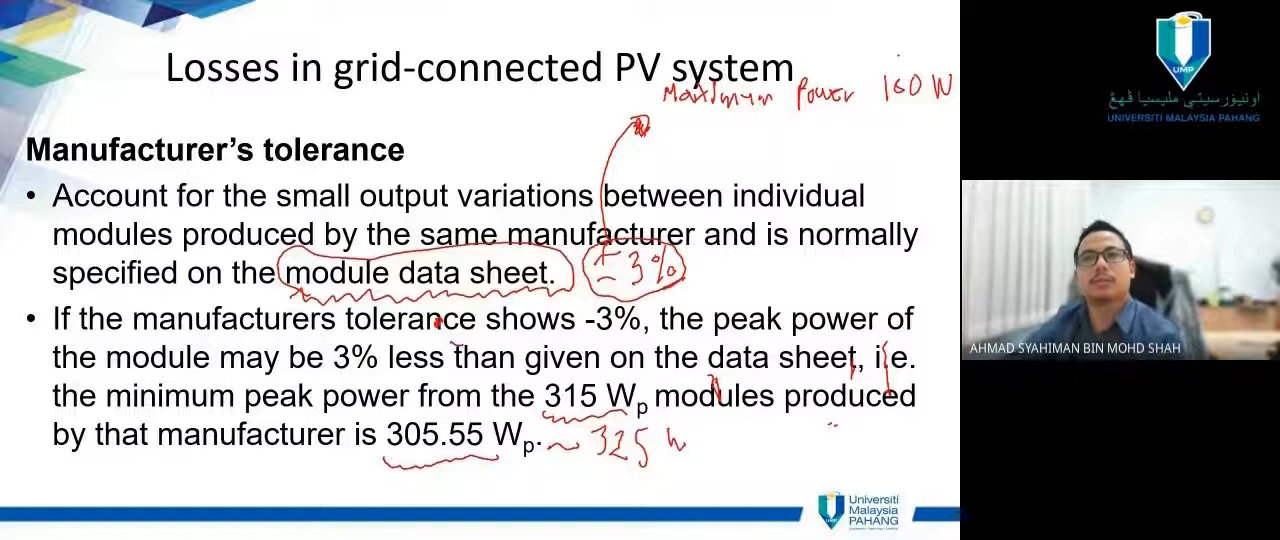 Losses in grid-connected PV system
Maximum Power 150 W
Manufacturer’s tolerance
• Account for the small output variations between individual
modules produced by the same manufacturer and is normally
specified on the module data sheet. ± 3%
• If the manufacturers tolerance shows -3%, the peak power of
the module may be 3% less than given on the data sheet, i.e.
the minimum peak power from the 315 Wp modules produced
by that manufacturer is 305.55 Wp. ~ 325 W
Universiti
Malaysia
PAHANG
UMP
اونيۏرسيتي مليسيا ڤهڠ
UNIVERSITI MALAYSIA PAHANG
AHMAD SYAHIMAN BIN MOHD SHAH